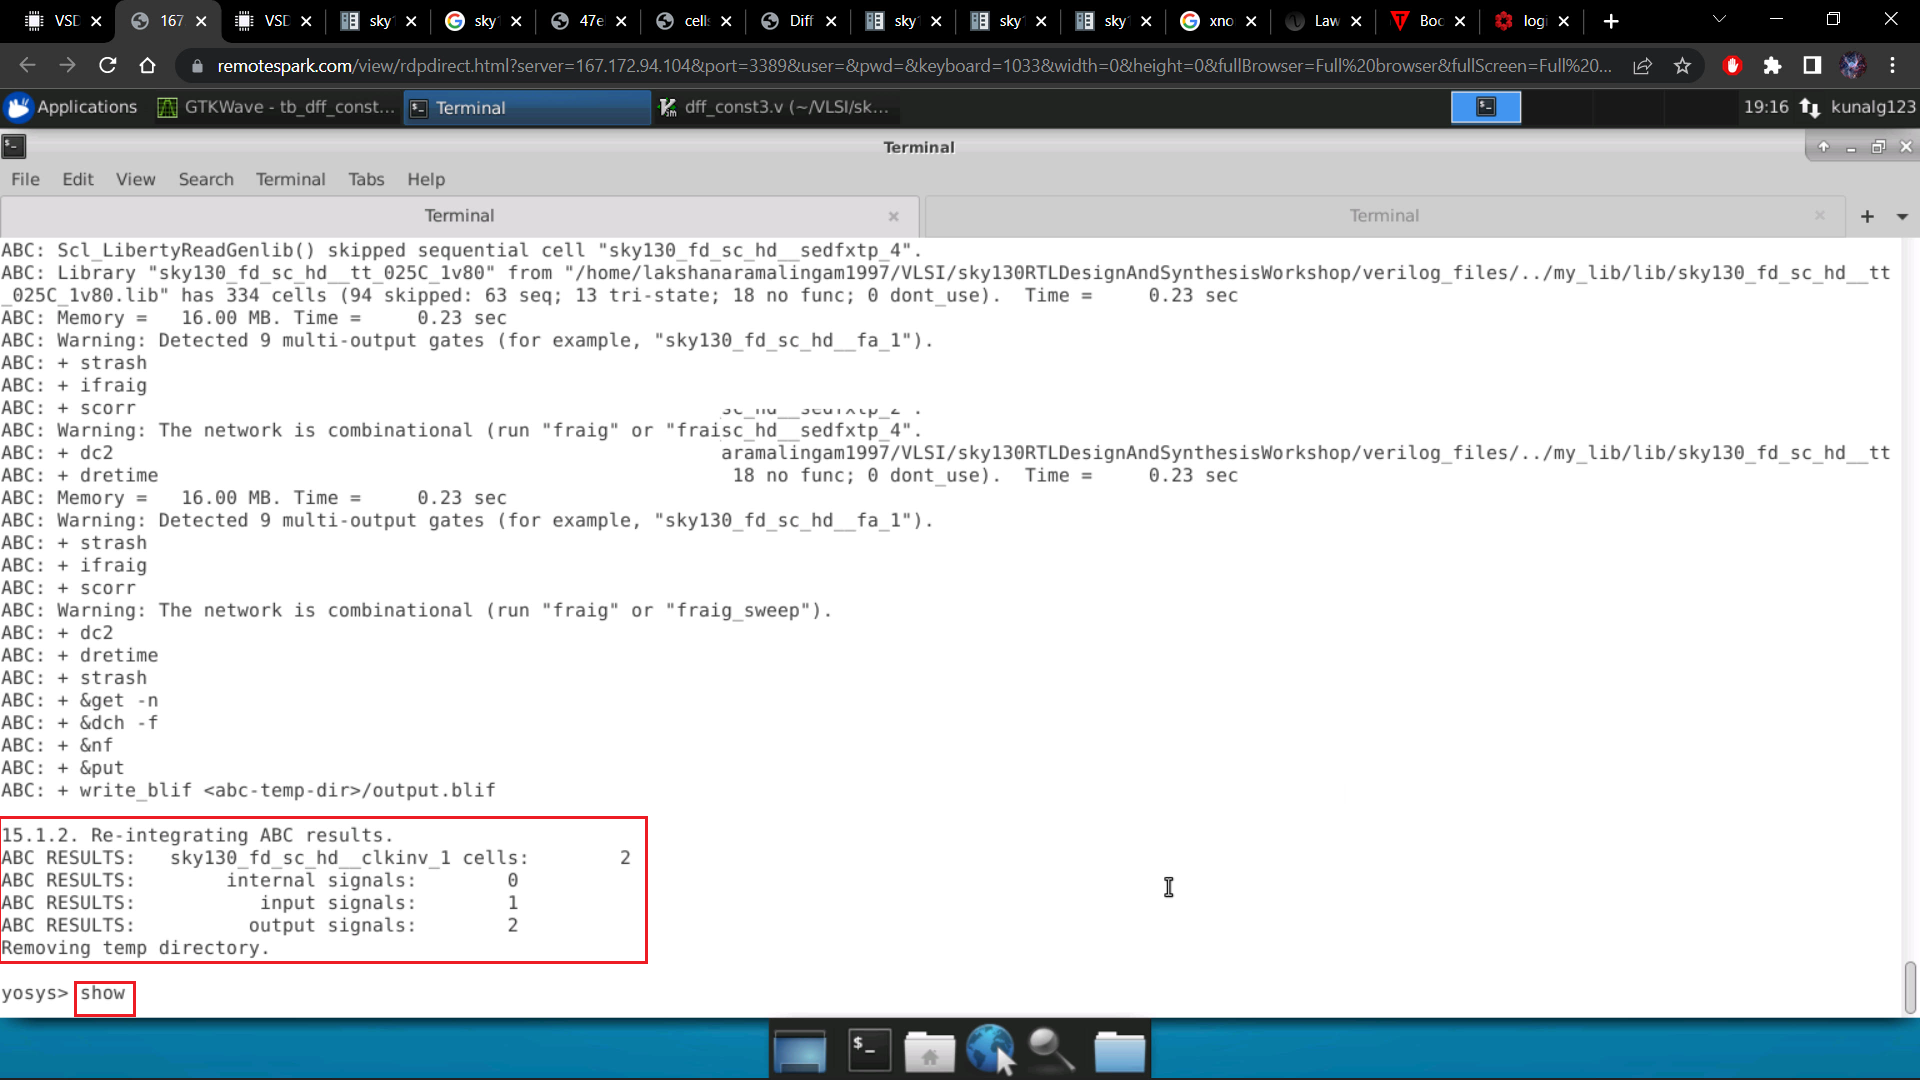 VSD
167
VSD
sky1
sky1
47e
cell
Diff
sky1
sky1
sky1
xno
Law
Boo
logi
remotespark.com/view/rdpdirect.html?server=167.172.94.104&port=3389&user=&pwd=&keyboard=1033&width=0&height=0&fullBrowser=Full%20browser&fullScreen=Full%20...
Applications
GTKWave - tb_dff_const...
Terminal
dff_const3.v (~/VLSI/sk...
19:16
kunalg123
Terminal
File Edit View Search Terminal Tabs Help
Terminal
Terminal
ABC: Scl_LibertyReadGenlib() skipped sequential cell "sky130_fd_sc_hd__sedfxtp_4".
ABC: Library "sky130_fd_sc_hd__tt_025C_1v80" from "/home/lakshanaramalingam1997/VLSI/sky130RTLDesignAndSynthesisWorkshop/verilog_files/../my_lib/lib/sky130_fd_sc_hd__tt
_025C_1v80.lib" has 334 cells (94 skipped: 63 seq; 13 tri-state; 18 no func; 0 dont_use). Time = 0.23 sec
ABC: Memory = 16.00 MB. Time = 0.23 sec
ABC: Warning: Detected 9 multi-output gates (for example, "sky130_fd_sc_hd__fa_1").
ABC: + strash
ABC: + ifraig
ABC: + scorr sc_hd__sedfxtp_2".
ABC: Warning: The network is combinational (run "fraig" or "fraisc_hd__sedfxtp_4".
ABC: + dc2 aramalingam1997/VLSI/sky130RTLDesignAndSynthesisWorkshop/verilog_files/../my_lib/lib/sky130_fd_sc_hd__tt
ABC: + dretime 18 no func; 0 dont_use). Time = 0.23 sec
ABC: Memory = 16.00 MB. Time = 0.23 sec
ABC: Warning: Detected 9 multi-output gates (for example, "sky130_fd_sc_hd__fa_1").
ABC: + strash
ABC: + ifraig
ABC: + scorr
ABC: Warning: The network is combinational (run "fraig" or "fraig_sweep").
ABC: + dc2
ABC: + dretime
ABC: + strash
ABC: + &get -n
ABC: + &dch -f
ABC: + &nf
ABC: + &put
ABC: + write_blif <abc-temp-dir>/output.blif
15.1.2. Re-integrating ABC results.
ABC RESULTS: sky130_fd_sc_hd__clkinv_1 cells: 2
ABC RESULTS: internal signals: 0
ABC RESULTS: input signals: 1
ABC RESULTS: output signals: 2
Removing temp directory.
yosys> show